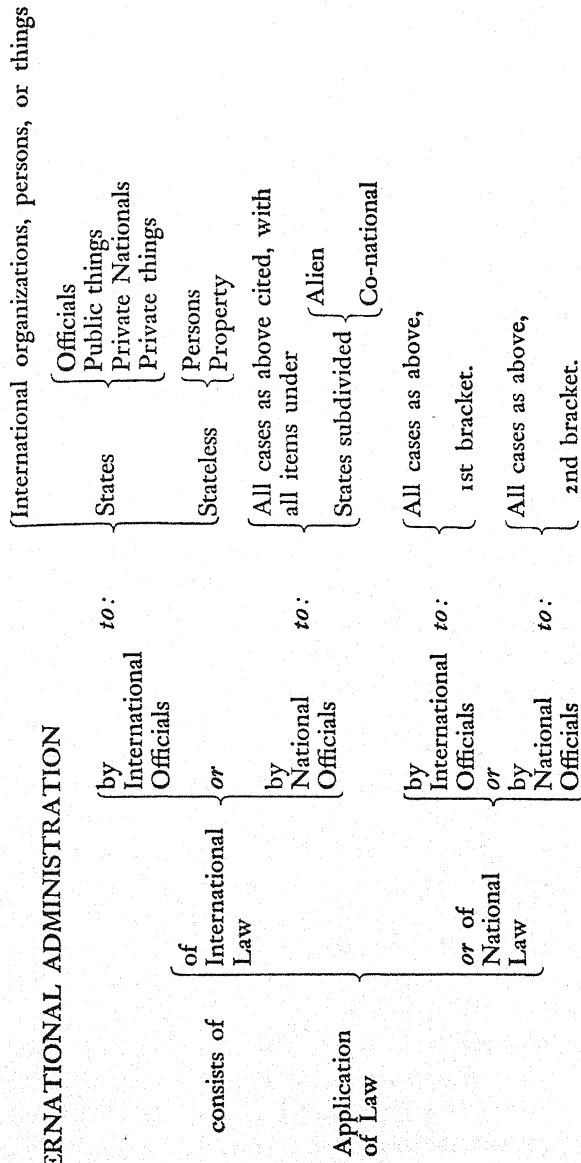 ERNATIONAL ADMINISTRATION
consists of
Application
of Law
of
International
Law
or of
National
Law
by
International
Officials
to:
or
by
National
Officials
to:
International organizations, persons, or things
States
Officials
Public things
Private Nationals
Private things
Stateless
Persons
Property
All cases as above cited, with
all items under
States subdivided
Alien
Co-national
by
International
Officials
to:
or
by
National
Officials
to:
All cases as above,
1st bracket.
All cases as above,
2nd bracket.